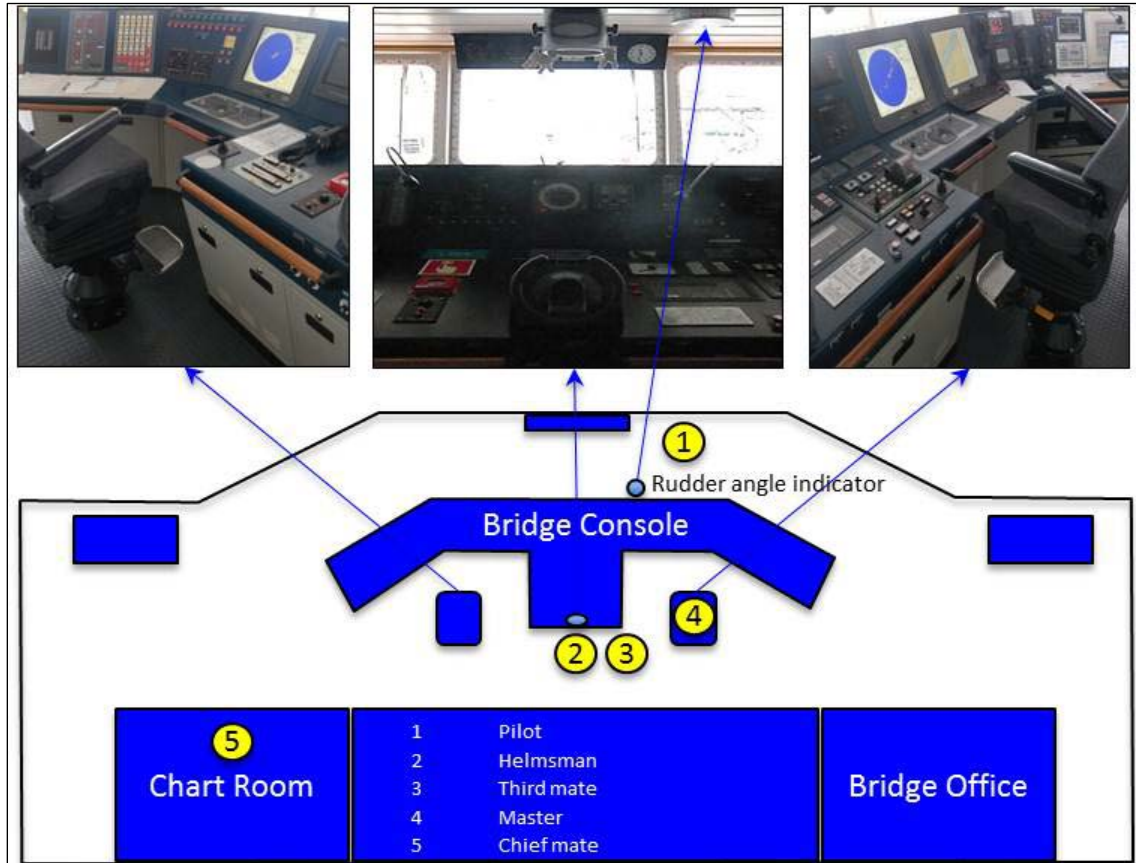 1
Rudder angle indicator
Bridge Console
4
2 3
5
Chart Room
1 Pilot
2 Helmsman
3 Third mate
4 Master
5 Chief mate
Bridge Office